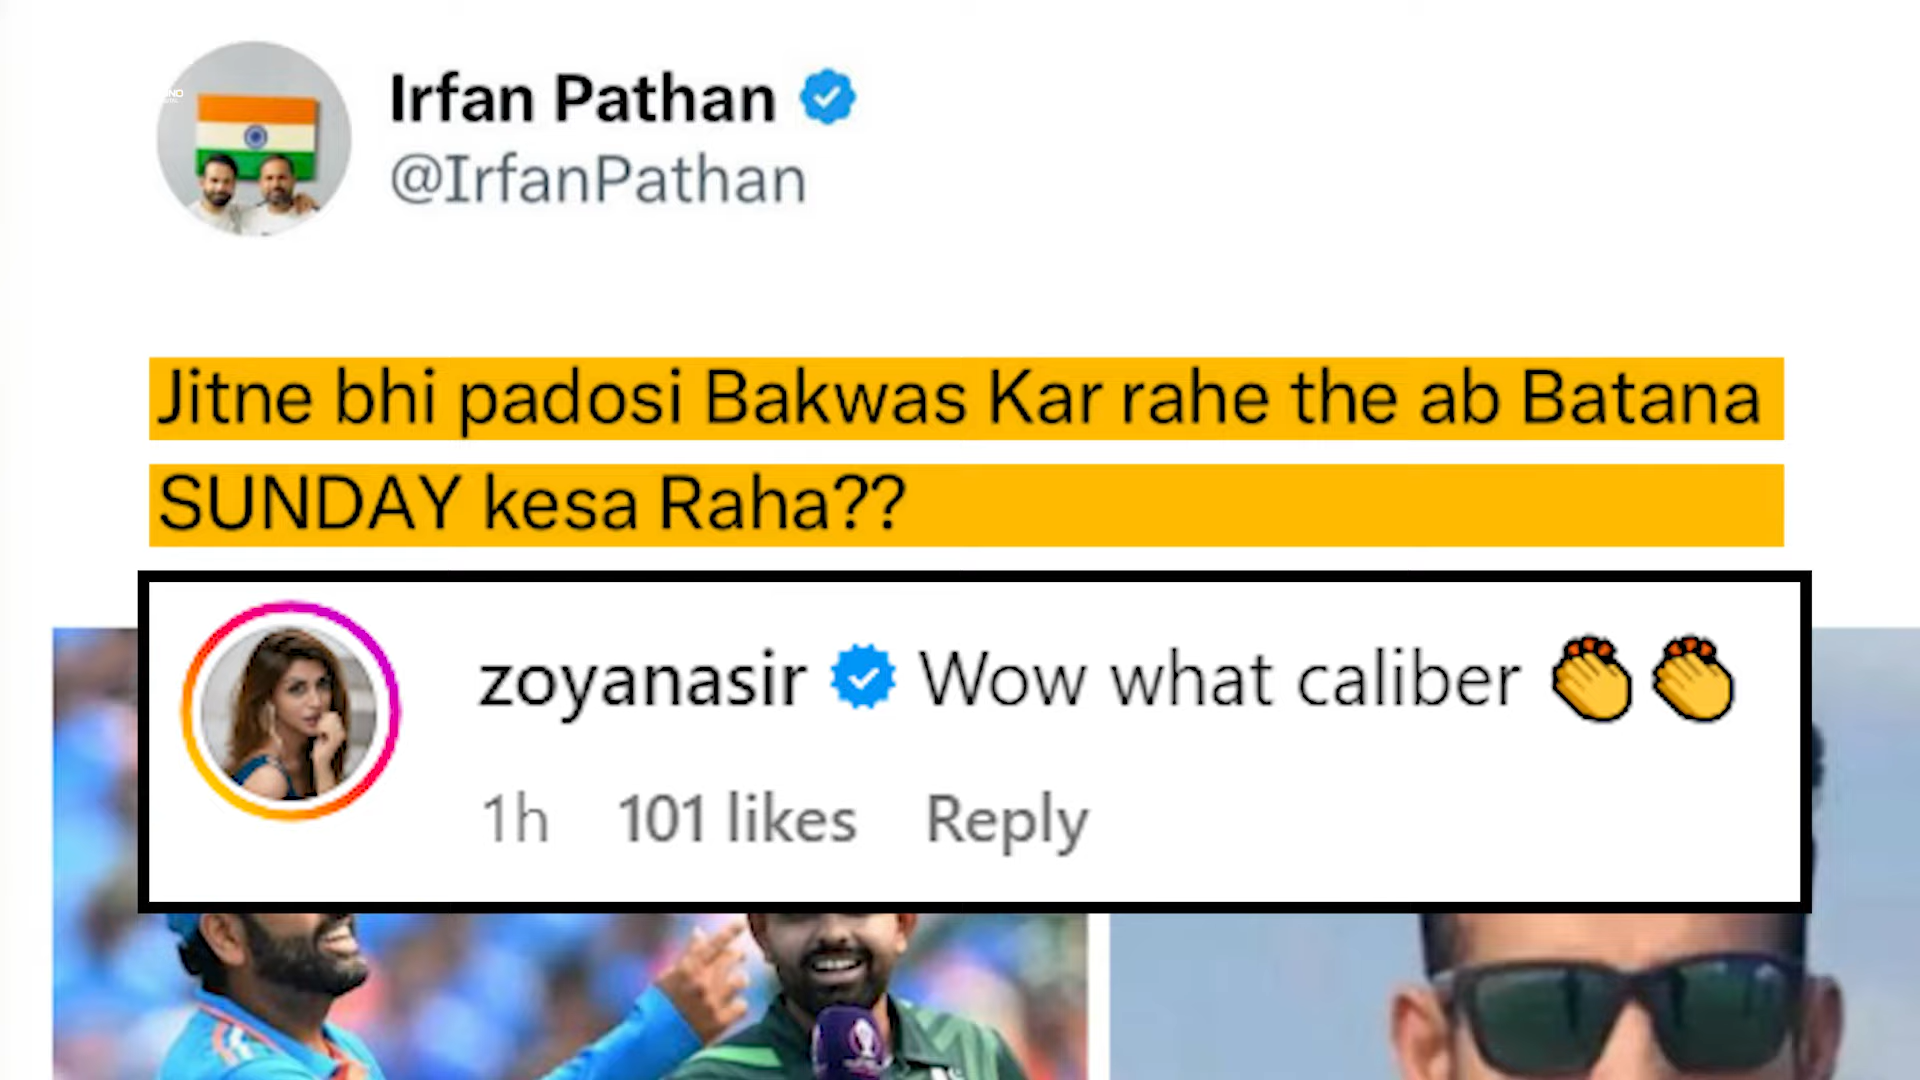 Irfan Pathan
@IrfanPathan
Jitne bhi padosi Bakwas Kar rahe the ab Batana
SUNDAY kesa Raha??
zoyanasir Wow what caliber 👏👏
1h 101 likes Reply